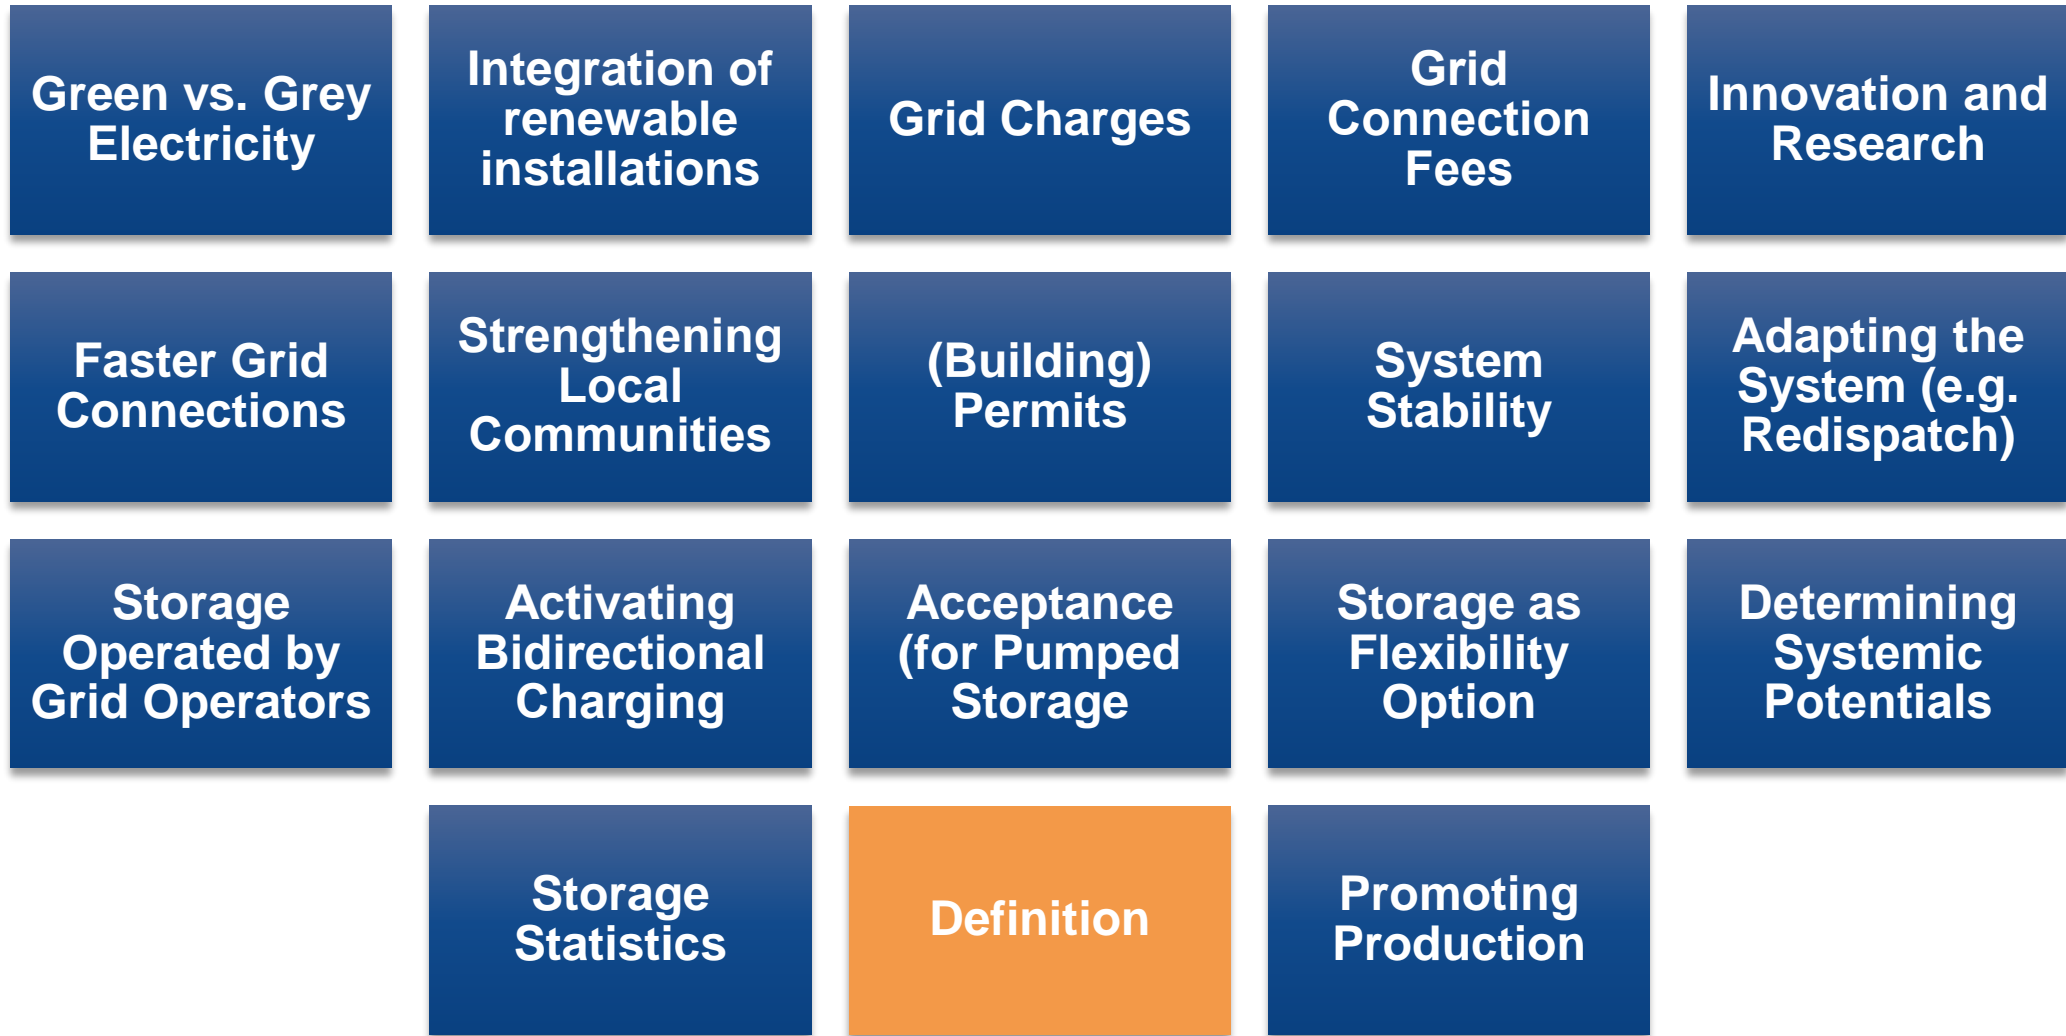 Green vs. Grey
Electricity
Integration of
renewable
installations
Grid Charges
Grid
Connection
Fees
Innovation and
Research
Faster Grid
Connections
Strengthening
Local
Communities
(Building)
Permits
System
Stability
Adapting the
System (e.g.
Redispatch)
Storage
Operated by
Grid Operators
Activating
Bidirectional
Charging
Acceptance
(for Pumped
Storage
Storage as
Flexibility
Option
Determining
Systemic
Potentials
Storage
Statistics
Definition
Promoting
Production